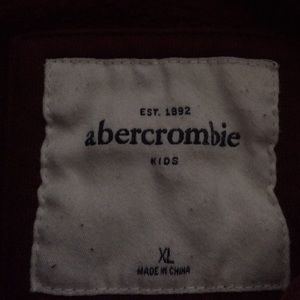 EST. 1892
abercrombie
KIDS
XL
MADE IN CHINA